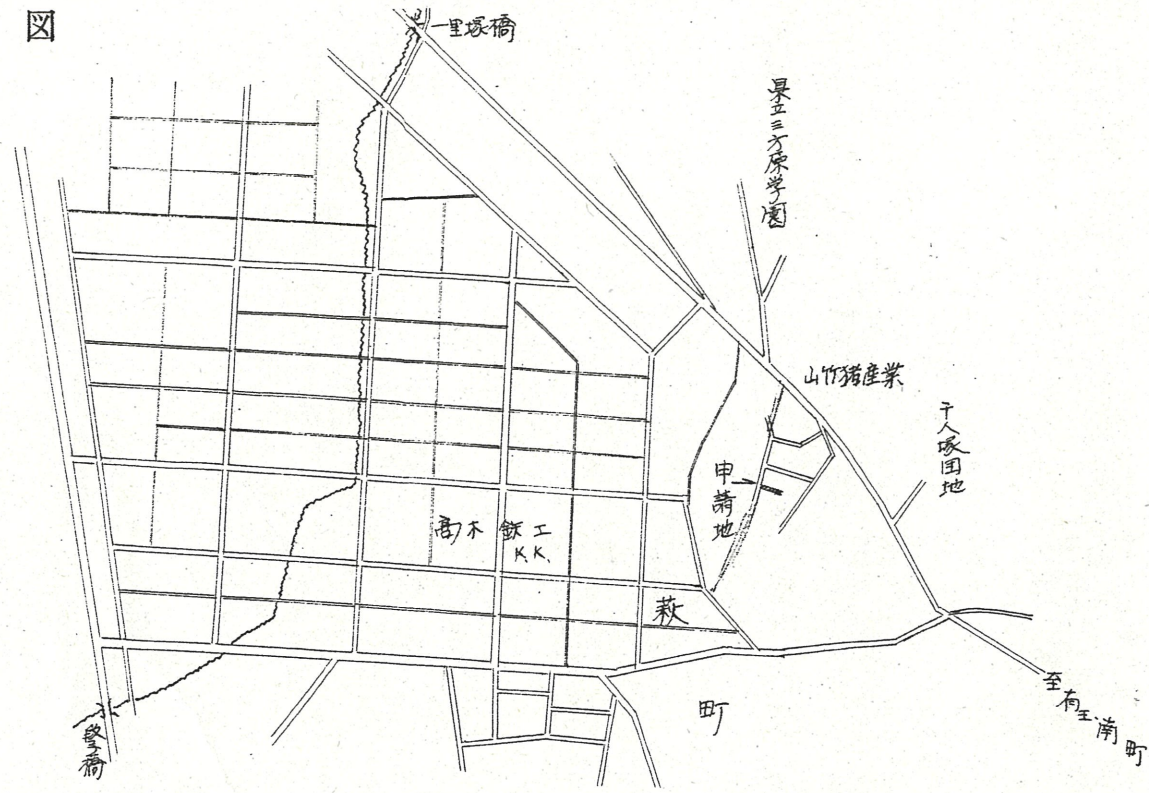 図
一里塚橋
県立三方原学園
山竹猪産業
千人塚団地
申請地
高木鉄工
K.K.
萩
町
至有玉南町